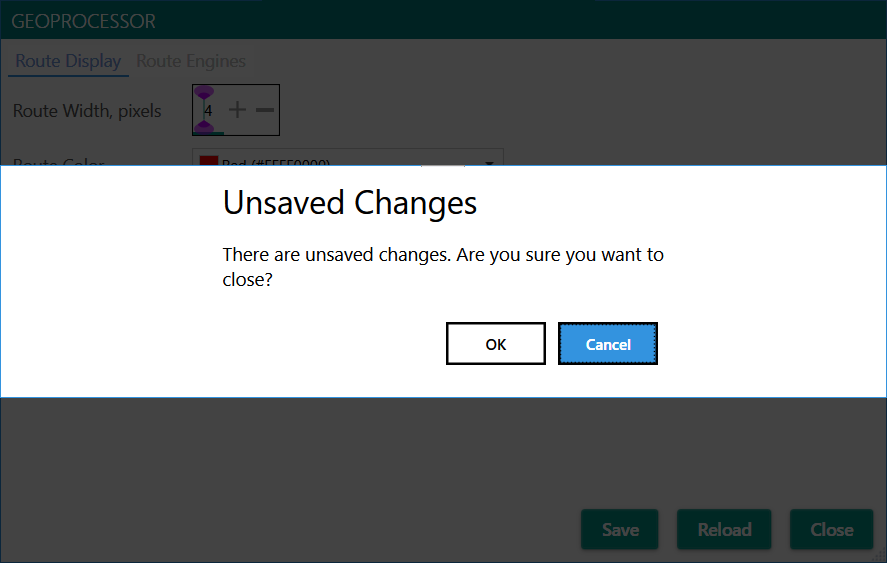 GEOPROCESSOR
Route Display Route Engines
Route Width, pixels 4
Route Color Red (#FFFF0000)
Unsaved Changes
There are unsaved changes. Are you sure you want to
close?
OK Cancel
Save Reload Close